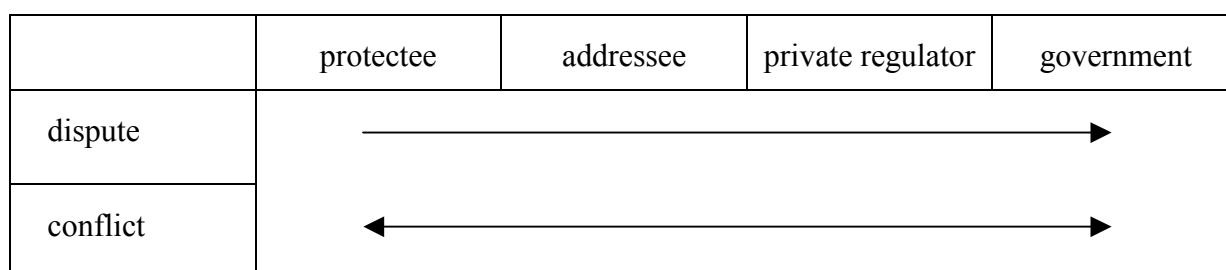 protectee addressee private regulator government
dispute
conflict